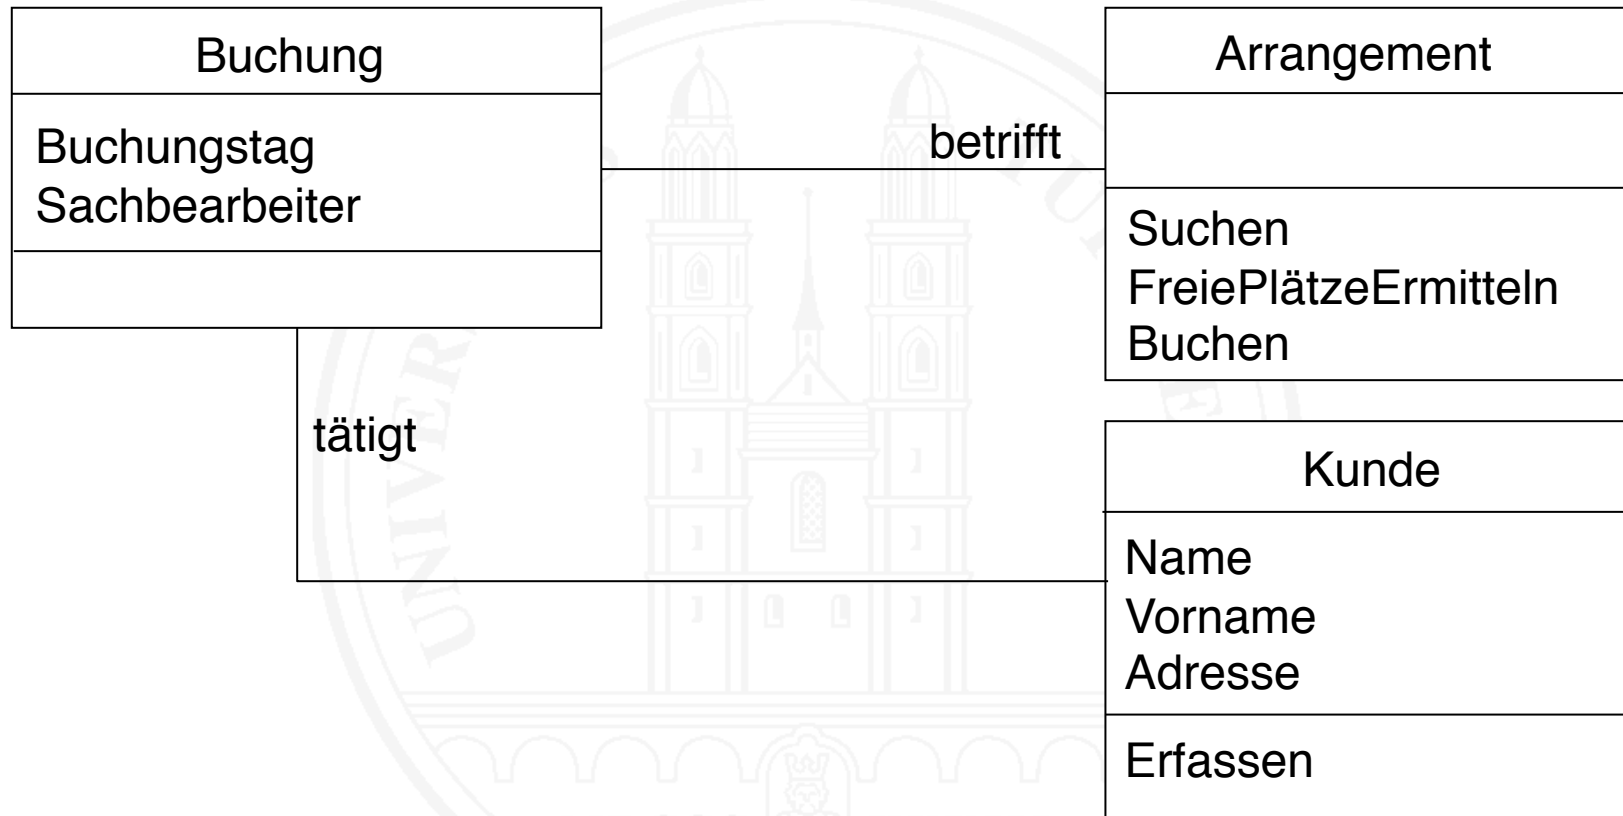 Buchung
Buchungstag
Sachbearbeiter
betrifft
Arrangement
Suchen
FreiePlätzeErmitteln
Buchen
tätigt
Kunde
Name
Vorname
Adresse
Erfassen